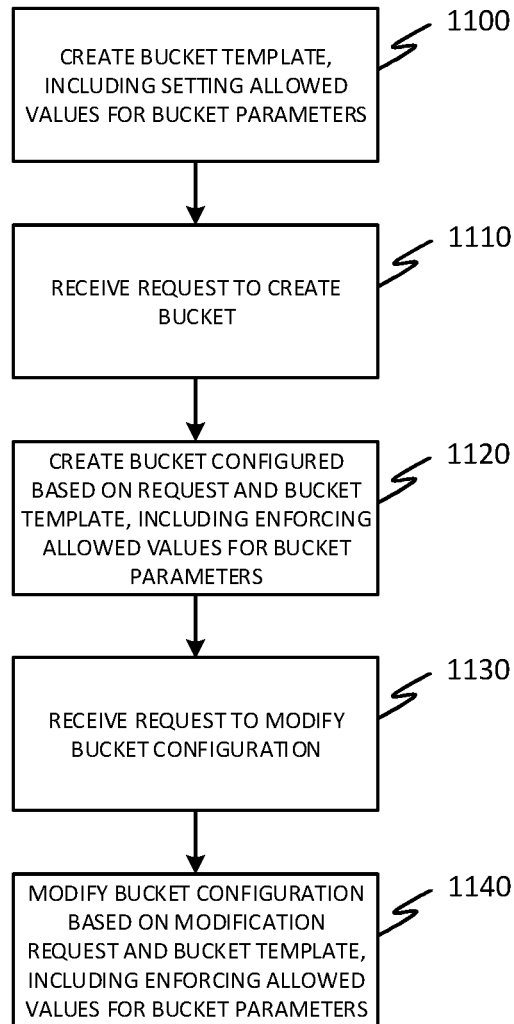 1100
CREATE BUCKET TEMPLATE,
INCLUDING SETTING ALLOWED
VALUES FOR BUCKET PARAMETERS
1110
RECEIVE REQUEST TO CREATE
BUCKET
1120
CREATE BUCKET CONFIGURED
BASED ON REQUEST AND BUCKET
TEMPLATE, INCLUDING ENFORCING
ALLOWED VALUES FOR BUCKET
PARAMETERS
1130
RECEIVE REQUEST TO MODIFY
BUCKET CONFIGURATION
1140
MODIFY BUCKET CONFIGURATION
BASED ON MODIFICATION
REQUEST AND BUCKET TEMPLATE,
INCLUDING ENFORCING ALLOWED
VALUES FOR BUCKET PARAMETERS